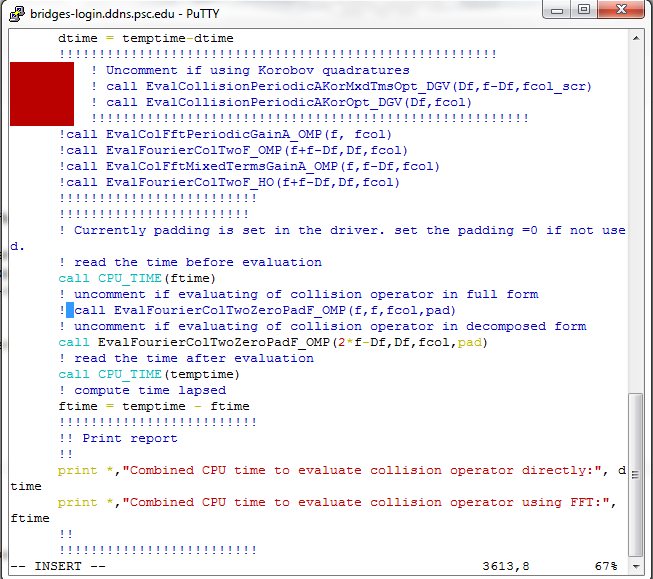 bridges-login.ddns.psc.edu - PuTTY
dtime = temptime-dtime
!!!!!!!!!!!!!!!!!!!!!!!!!!!!!!!!!!!!!!!!!!!!!!!!!!!!!!!
! Uncomment if using Korobov quadratures
! call EvalCollisionPeriodicAKorMxdTmsOpt_DGV(Df,f-Df,fcol_scr)
! call EvalCollisionPeriodicAKorOpt_DGV(Df,fcol)
!!!!!!!!!!!!!!!!!!!!!!!!!!!!!!!!!!!!!!!!!!!!!!!!!!!!!!!
!call EvalColFftPeriodicGainA_OMP(f, fcol)
!call EvalFourierColTwoF_OMP(f+f-Df,Df,fcol)
!call EvalColFftMixedTermsGainA_OMP(f,f-Df,fcol)
!call EvalFourierColTwoF_HO(f+f-Df,Df,fcol)
!!!!!!!!!!!!!!!!!!!!!!!!!
!!!!!!!!!!!!!!!!!!!!!!!!
! Currently padding is set in the driver. set the padding =0 if not use
d.
! read the time before evaluation
call CPU_TIME(ftime)
! uncomment if evaluating of collision operator in full form
! call EvalFourierColTwoZeroPadF_OMP(f,f,fcol,pad)
! uncomment if evaluating of collision operator in decomposed form
call EvalFourierColTwoZeroPadF_OMP(2*f-Df,Df,fcol,pad)
! read the time after evaluation
call CPU_TIME(temptime)
! compute time lapsed
ftime = temptime - ftime
!!!!!!!!!!!!!!!!!!!!!!!!!
!! Print report
!!
print *,"Combined CPU time to evaluate collision operator directly:", d
time
print *,"Combined CPU time to evaluate collision operator using FFT:",
ftime
!!
!!!!!!!!!!!!!!!!!!!!!!!!!
-- INSERT -- 3613,8 67%